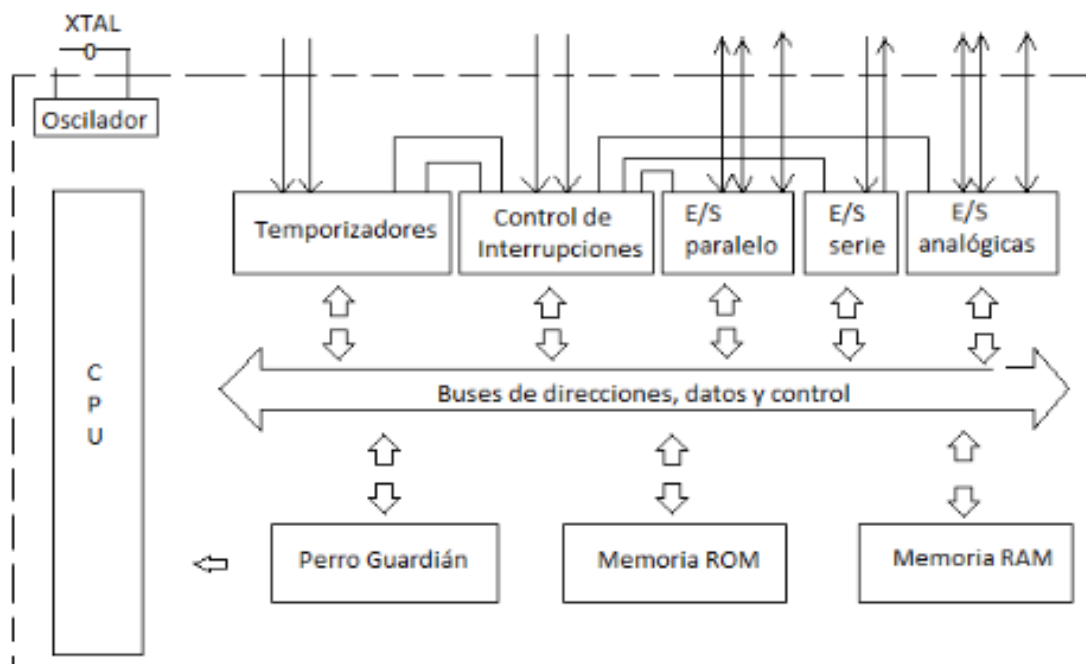 XTAL
0
Oscilador
Temporizadores
Control de
Interrupciones
E/S
paralelo
E/S
serie
E/S
analógicas
C
P
U
Buses de direcciones, datos y control
Perro Guardián
Memoria ROM
Memoria RAM